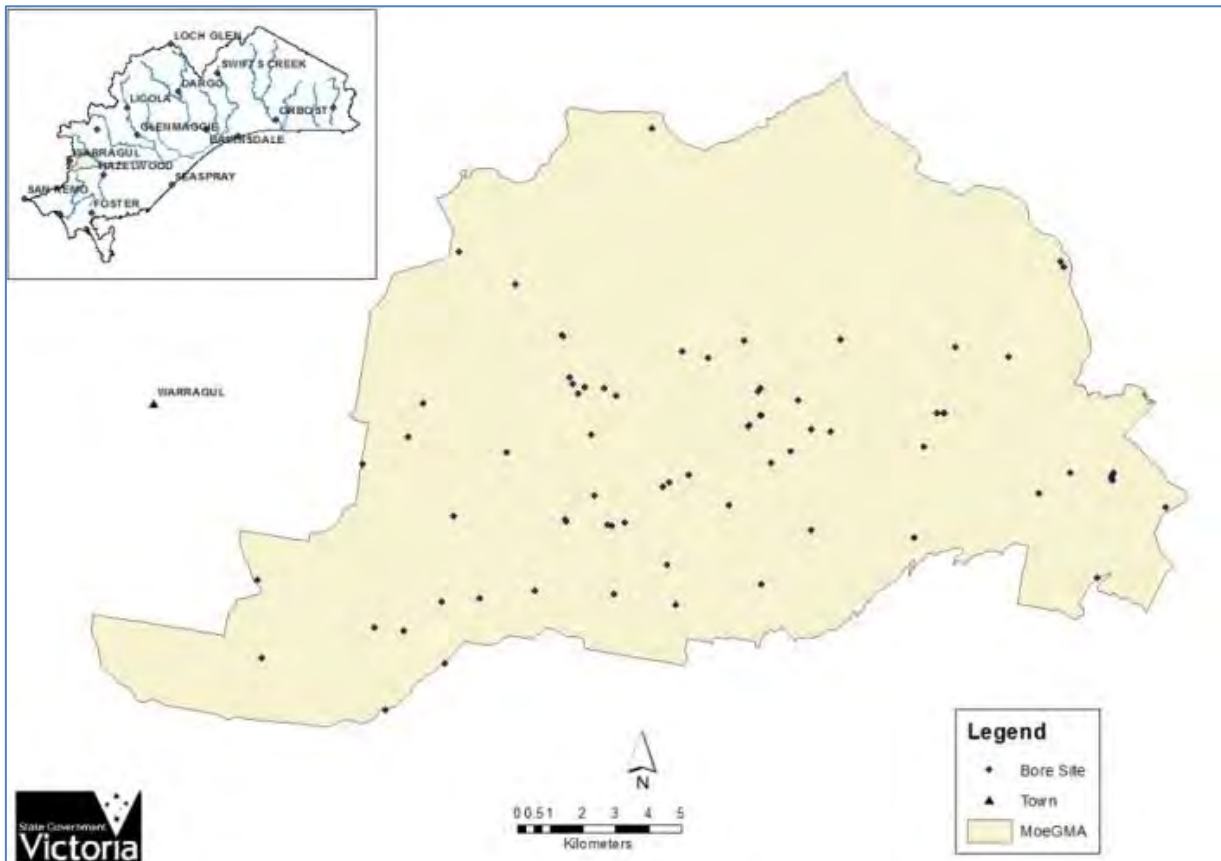 LOCH GLEN
SWIFTS CREEK
DARGO
LIGOLA
ORBOST
GLENMAGGIE
BAIRNSDALE
WARRAGUL
HAZELWOOD
SEASPRAY
SAN REMO
FOSTER
WARRAGUL
Legend
Bore Site
Town
MoeGMA
N
0 0.5 1 2 3 4 5
Kilometers
State Government
Victoria